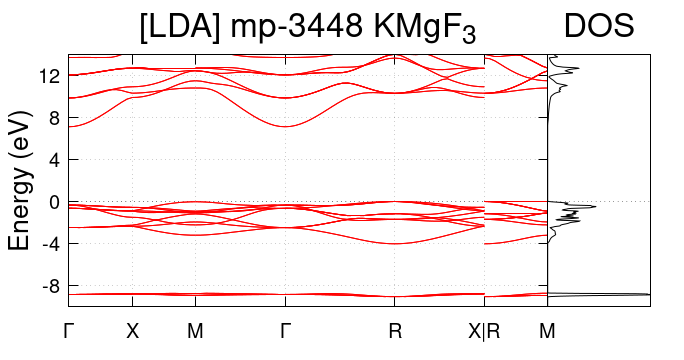 [LDA] mp-3448 KMgF3 DOS
Energy (eV)
12
8
4
0
-4
-8
Γ X M Γ R X|R M